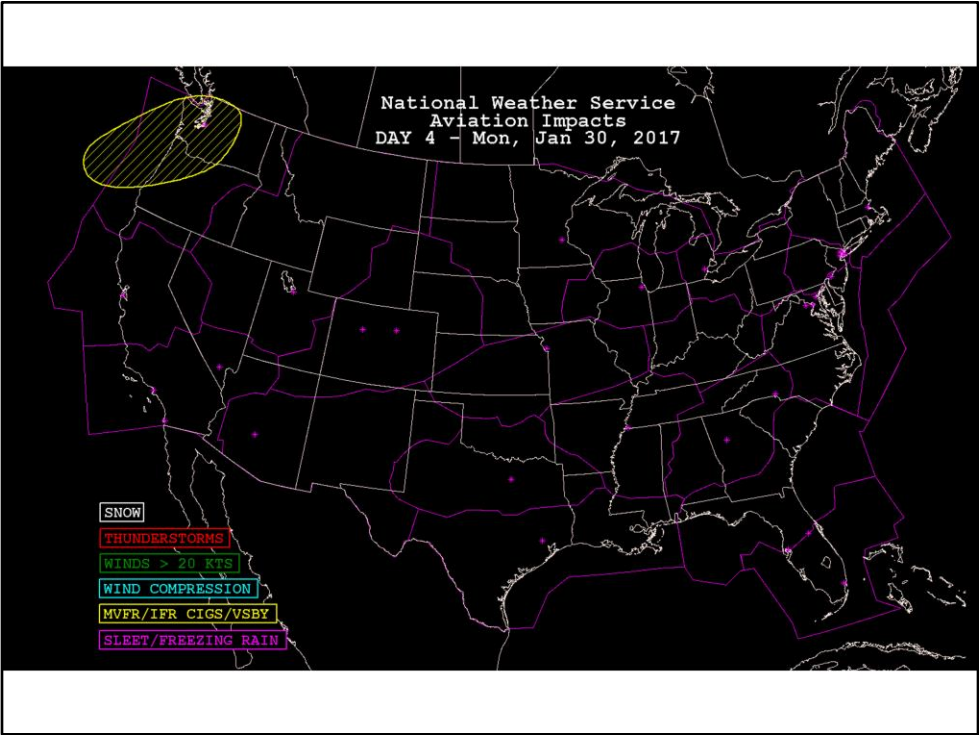 National Weather Service
Aviation Impacts
DAY 4 - Mon, Jan 30, 2017
SNOW
THUNDERSTORMS
WINDS > 20 KTS
WIND COMPRESSION
MVFR/IFR CIGS/VSBY
SLEET/FREEZING RAIN